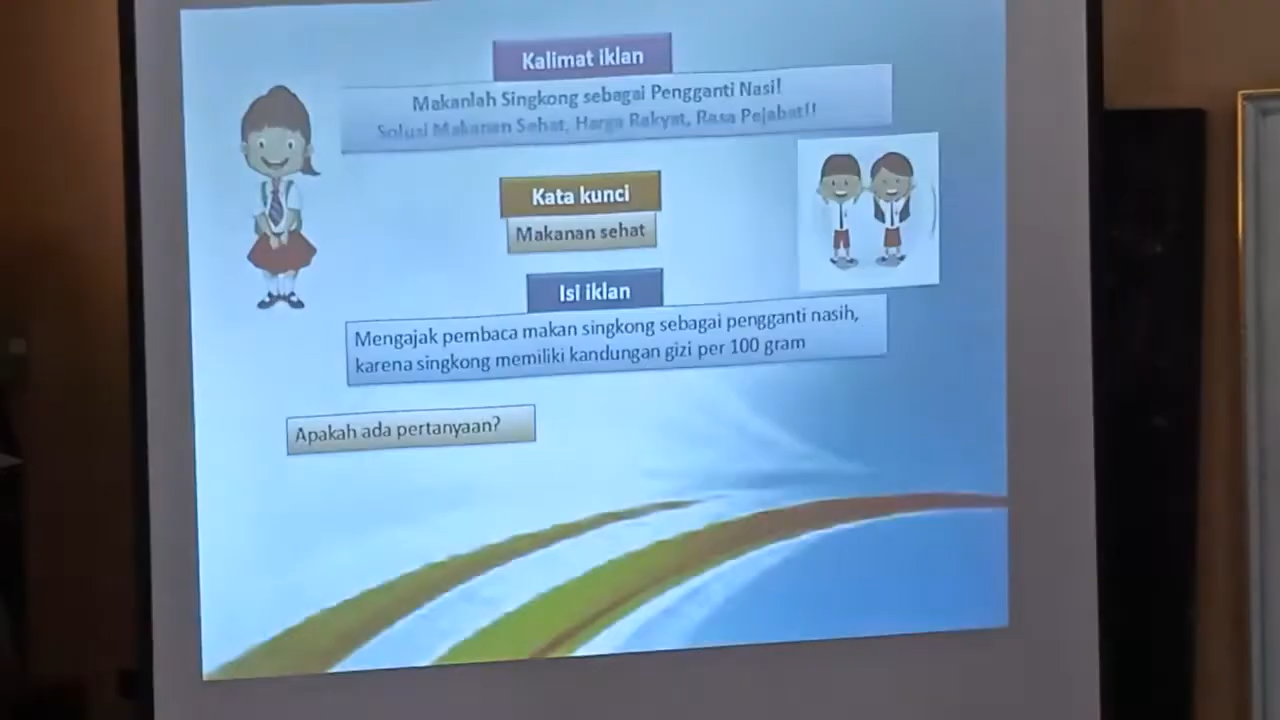 Kalimat iklan
Makanlah Singkong sebagai Pengganti Nasi!
Solusi Makanan Sehat, Harga Rakyat, Rasa Pejabat!!
Kata kunci
Makanan sehat
Isi iklan
Mengajak pembaca makan singkong sebagai pengganti nasih,
karena singkong memiliki kandungan gizi per 100 gram
Apakah ada pertanyaan?